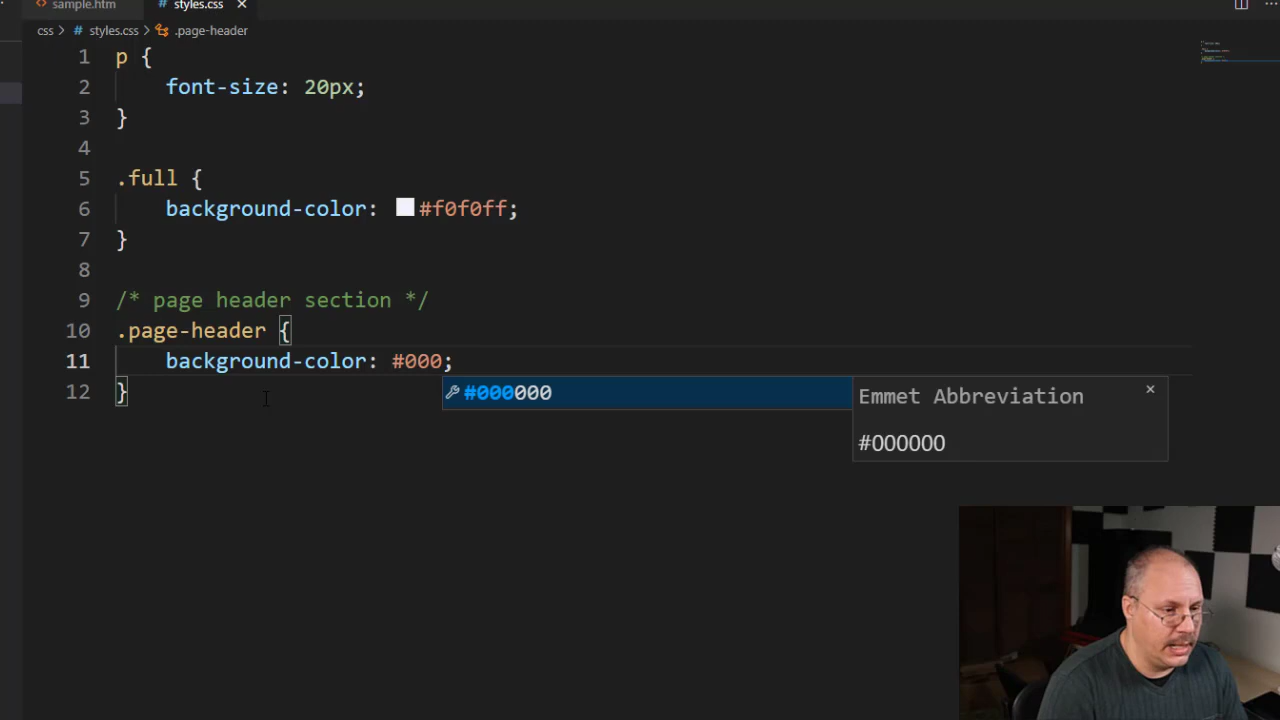 sample.htm # styles.css ×
css > # styles.css > .page-header
1 p {
2 font-size: 20px;
3 }
4
5 .full {
6 background-color: #f0f0ff;
7 }
8
9 /* page header section */
10 .page-header {
11 background-color: #000;
12 }
#000000
Emmet Abbreviation ×
#000000